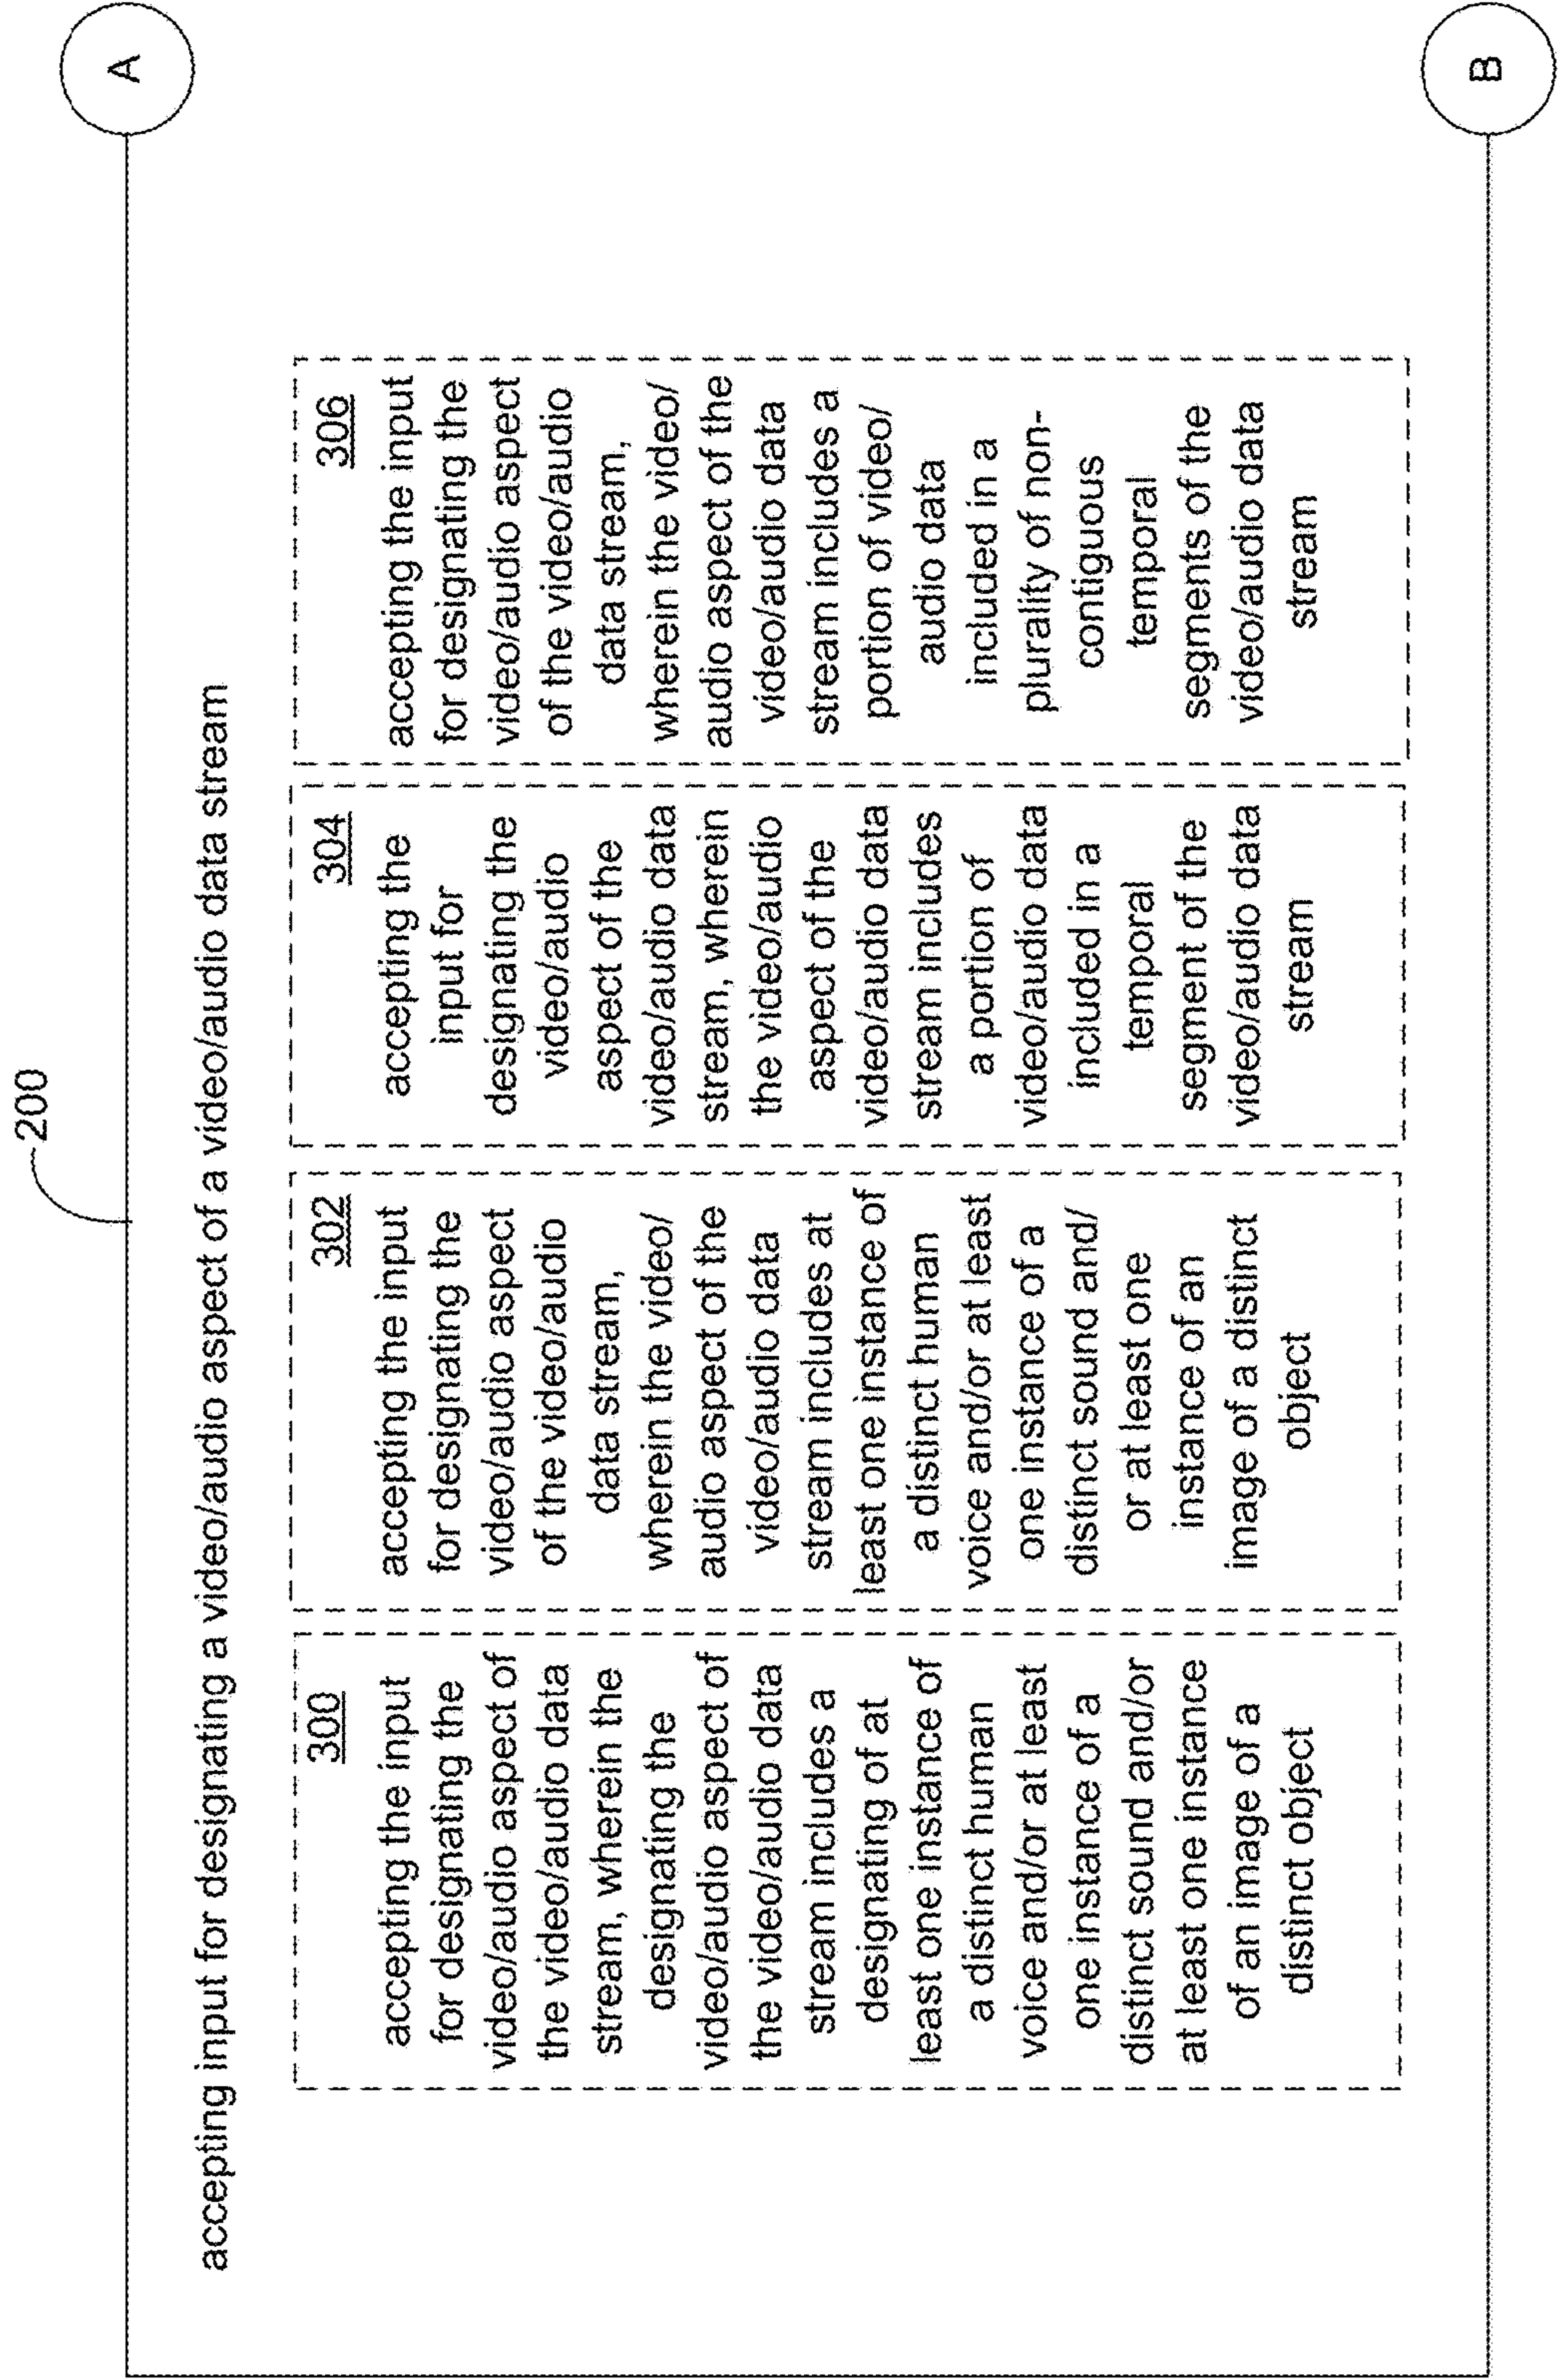 200
A
accepting input for designating a video/audio aspect of a video/audio data stream
300
accepting the input
for designating the
video/audio aspect of
the video/audio data
stream, wherein the
designating the
video/audio aspect of
the video/audio data
stream includes a
designating of at
least one instance of
a distinct human
voice and/or at least
one instance of a
distinct sound and/or
at least one instance
of an image of a
distinct object
302
accepting the input
for designating the
video/audio aspect
of the video/audio
data stream,
wherein the video/
audio aspect of the
video/audio data
stream includes at
least one instance of
a distinct human
voice and/or at least
one instance of a
distinct sound and/
or at least one
instance of an
image of a distinct
object
304
accepting the
input for
designating the
video/audio
aspect of the
video/audio data
stream, wherein
the video/audio
aspect of the
video/audio data
stream includes
a portion of
video/audio data
included in a
temporal
segment of the
video/audio data
stream
306
accepting the input
for designating the
video/audio aspect
of the video/audio
data stream,
wherein the video/
audio aspect of the
video/audio data
stream includes a
portion of video/
audio data
included in a
plurality of non-
contiguous
temporal
segments of the
video/audio data
stream
B